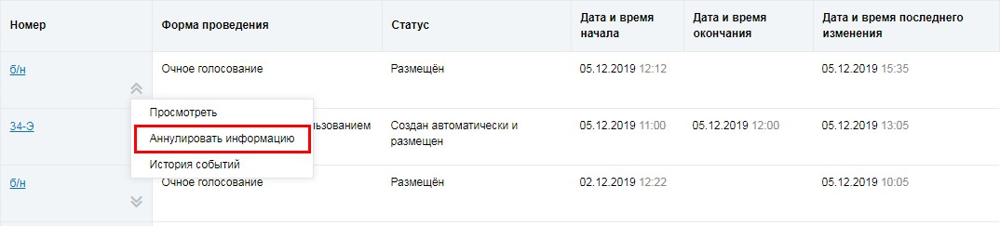 Номер Форма проведения Статус Дата и время начала Дата и время окончания Дата и время последнего изменения
б/н Очное голосование Размещён 05.12.2019 12:12 05.12.2019 15:35
Просмотреть
34-Э льзованием Создан автоматически и размещен 05.12.2019 11:00 05.12.2019 12:00 05.12.2019 13:05
Аннулировать информацию
История событий
б/н Очное голосование Размещён 02.12.2019 12:22 05.12.2019 10:05